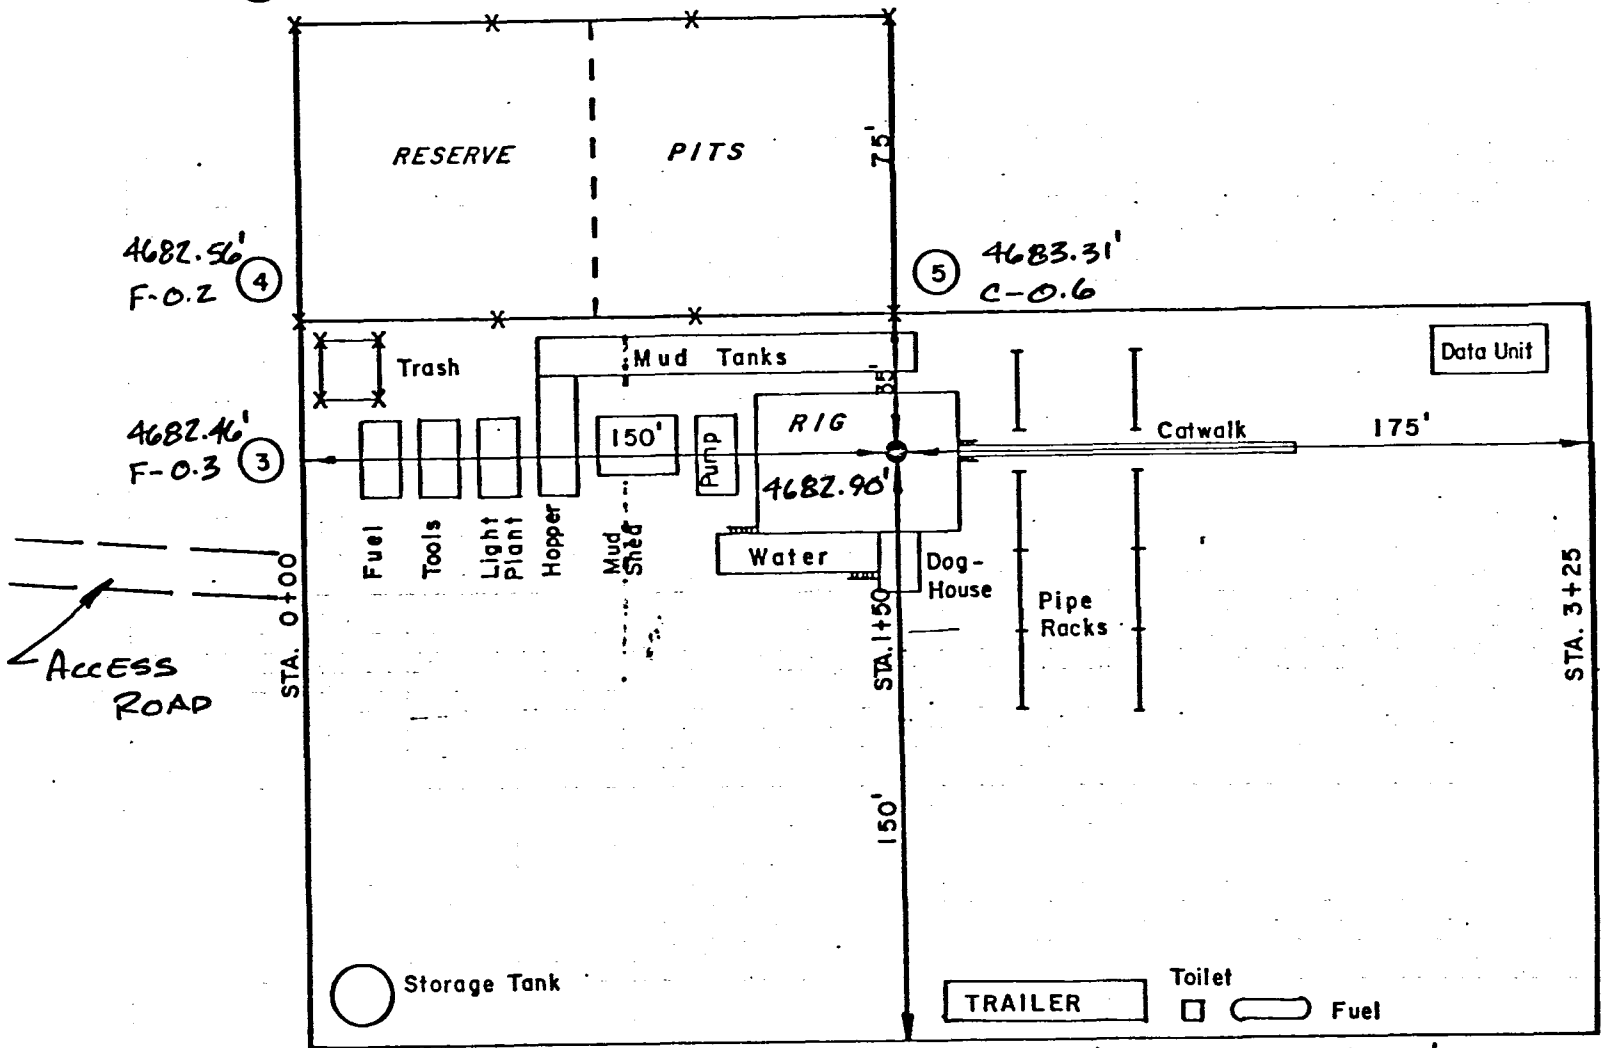 RESERVE PITS
75'
4682.56'
F-0.2
4
5
4683.31'
C-0.6
Trash
Mud Tanks
35'
Data Unit
4682.46'
F-0.3
3
150'
Pump
RIG
4682.90'
Catwalk
175'
Fuel
Tools
Light
Plant
Hopper
Mud
Shed
Water
Dog-
House
Pipe
Racks
STA. 0+00
STA. 1+50
STA. 3+25
ACCESS
ROAD
150'
Storage Tank
TRAILER
Toilet
Fuel